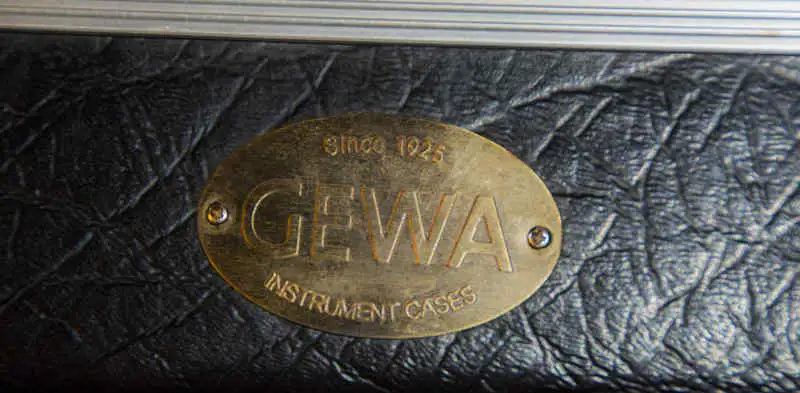 Since 1925
GEWA
INSTRUMENT CASES